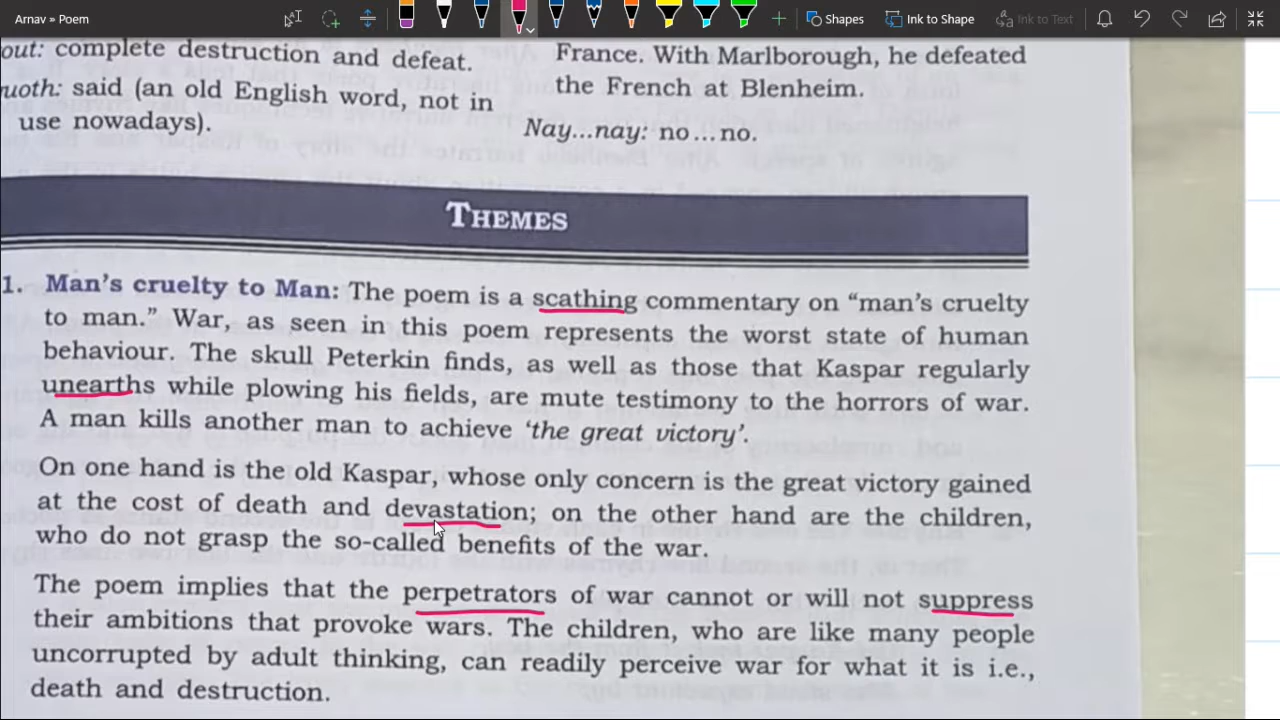 Arnav » Poem
Shapes
Ink to Shape
Ink to Text
out: complete destruction and defeat.
uoth: said (an old English word, not in
use nowadays).
France. With Marlborough, he defeated
the French at Blenheim.
Nay...nay: no...no.
THEMES
1. Man's cruelty to Man: The poem is a scathing commentary on “man's cruelty
to man.” War, as seen in this poem represents the worst state of human
behaviour. The skull Peterkin finds, as well as those that Kaspar regularly
unearths while plowing his fields, are mute testimony to the horrors of war.
A man kills another man to achieve ‘the great victory’.
On one hand is the old Kaspar, whose only concern is the great victory gained
at the cost of death and devastation; on the other hand are the children,
who do not grasp the so-called benefits of the war.
The poem implies that the perpetrators of war cannot or will not suppress
their ambitions that provoke wars. The children, who are like many people
uncorrupted by adult thinking, can readily perceive war for what it is i.e.,
death and destruction.